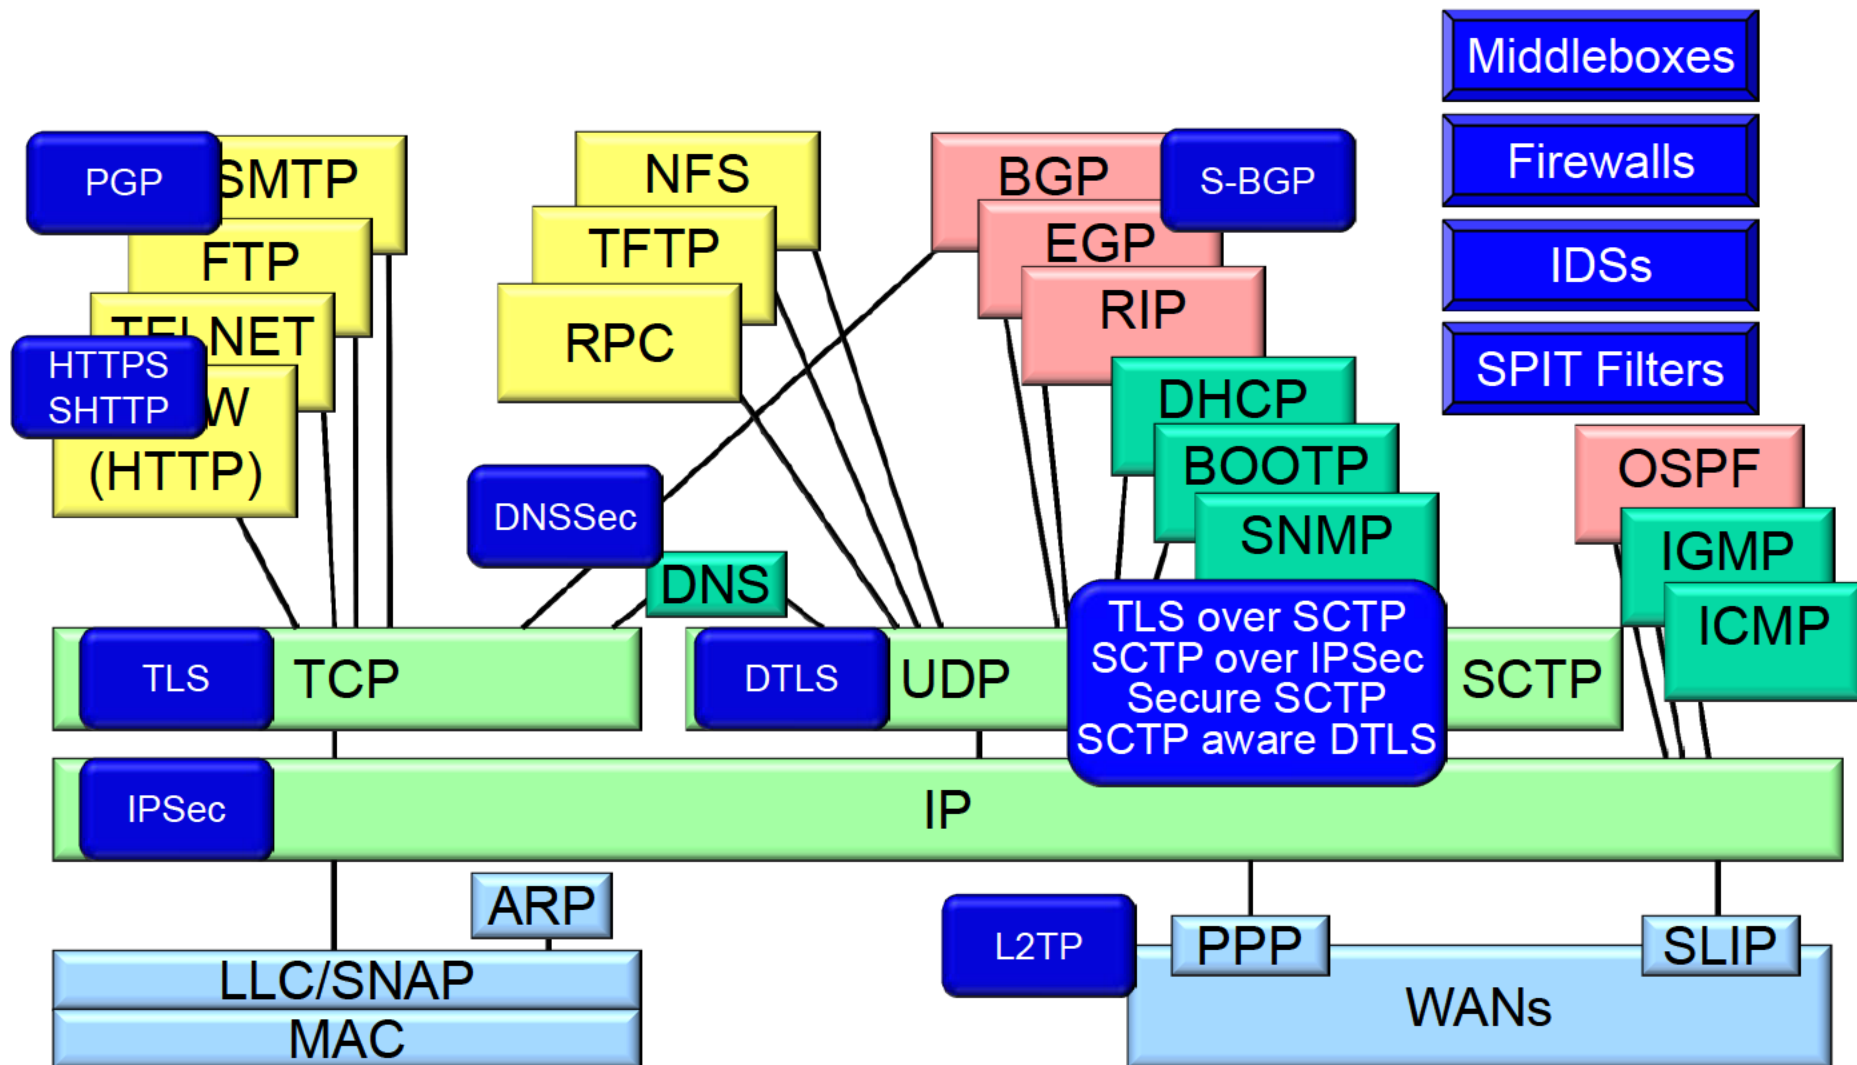 Middleboxes
Firewalls
IDSs
SPIT Filters
PGP
SMTP
FTP
TELNET
HTTPS
SHTTP
W
(HTTP)
NFS
TFTP
RPC
BGP
S-BGP
EGP
RIP
DHCP
BOOTP
SNMP
OSPF
IGMP
ICMP
DNSSec
DNS
TLS
TCP
DTLS
UDP
TLS over SCTP
SCTP over IPSec
Secure SCTP
SCTP aware DTLS
SCTP
IPSec
IP
ARP
LLC/SNAP
MAC
L2TP
PPP
SLIP
WANs